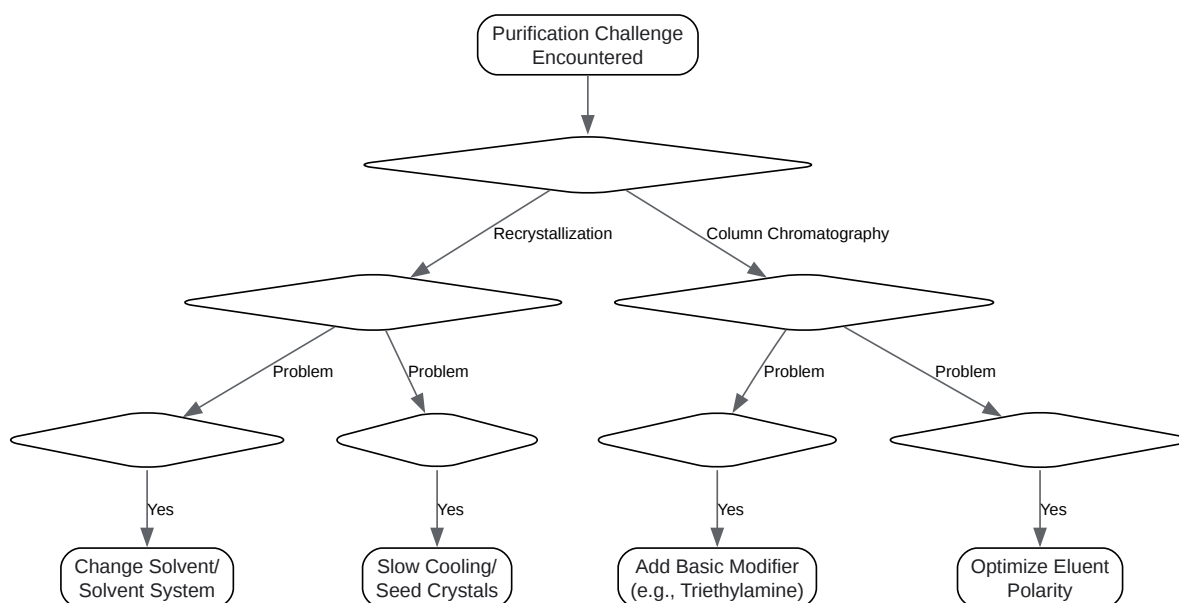 Purification Challenge
Encountered
Recrystallization
Column Chromatography
Problem
Problem
Problem
Problem
Yes
Yes
Yes
Yes
Change Solvent/
Solvent System
Slow Cooling/
Seed Crystals
Add Basic Modifier
(e.g., Triethylamine)
Optimize Eluent
Polarity